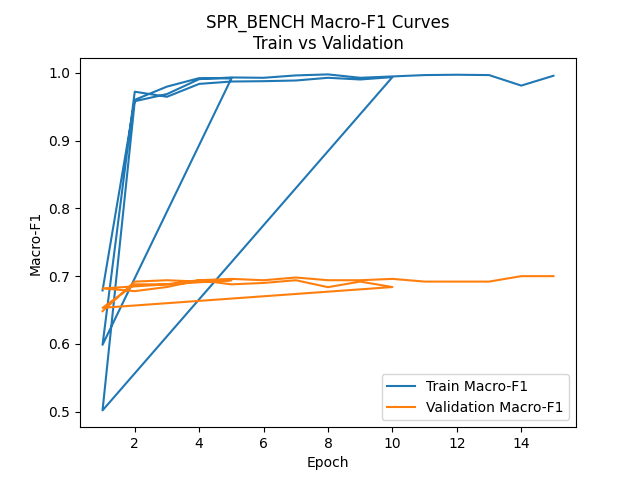 SPR_BENCH Macro-F1 Curves
Train vs Validation
Macro-F1
1.0
0.9
0.8
0.7
0.6
0.5
2
4
6
8
10
12
14
Epoch
Train Macro-F1
Validation Macro-F1